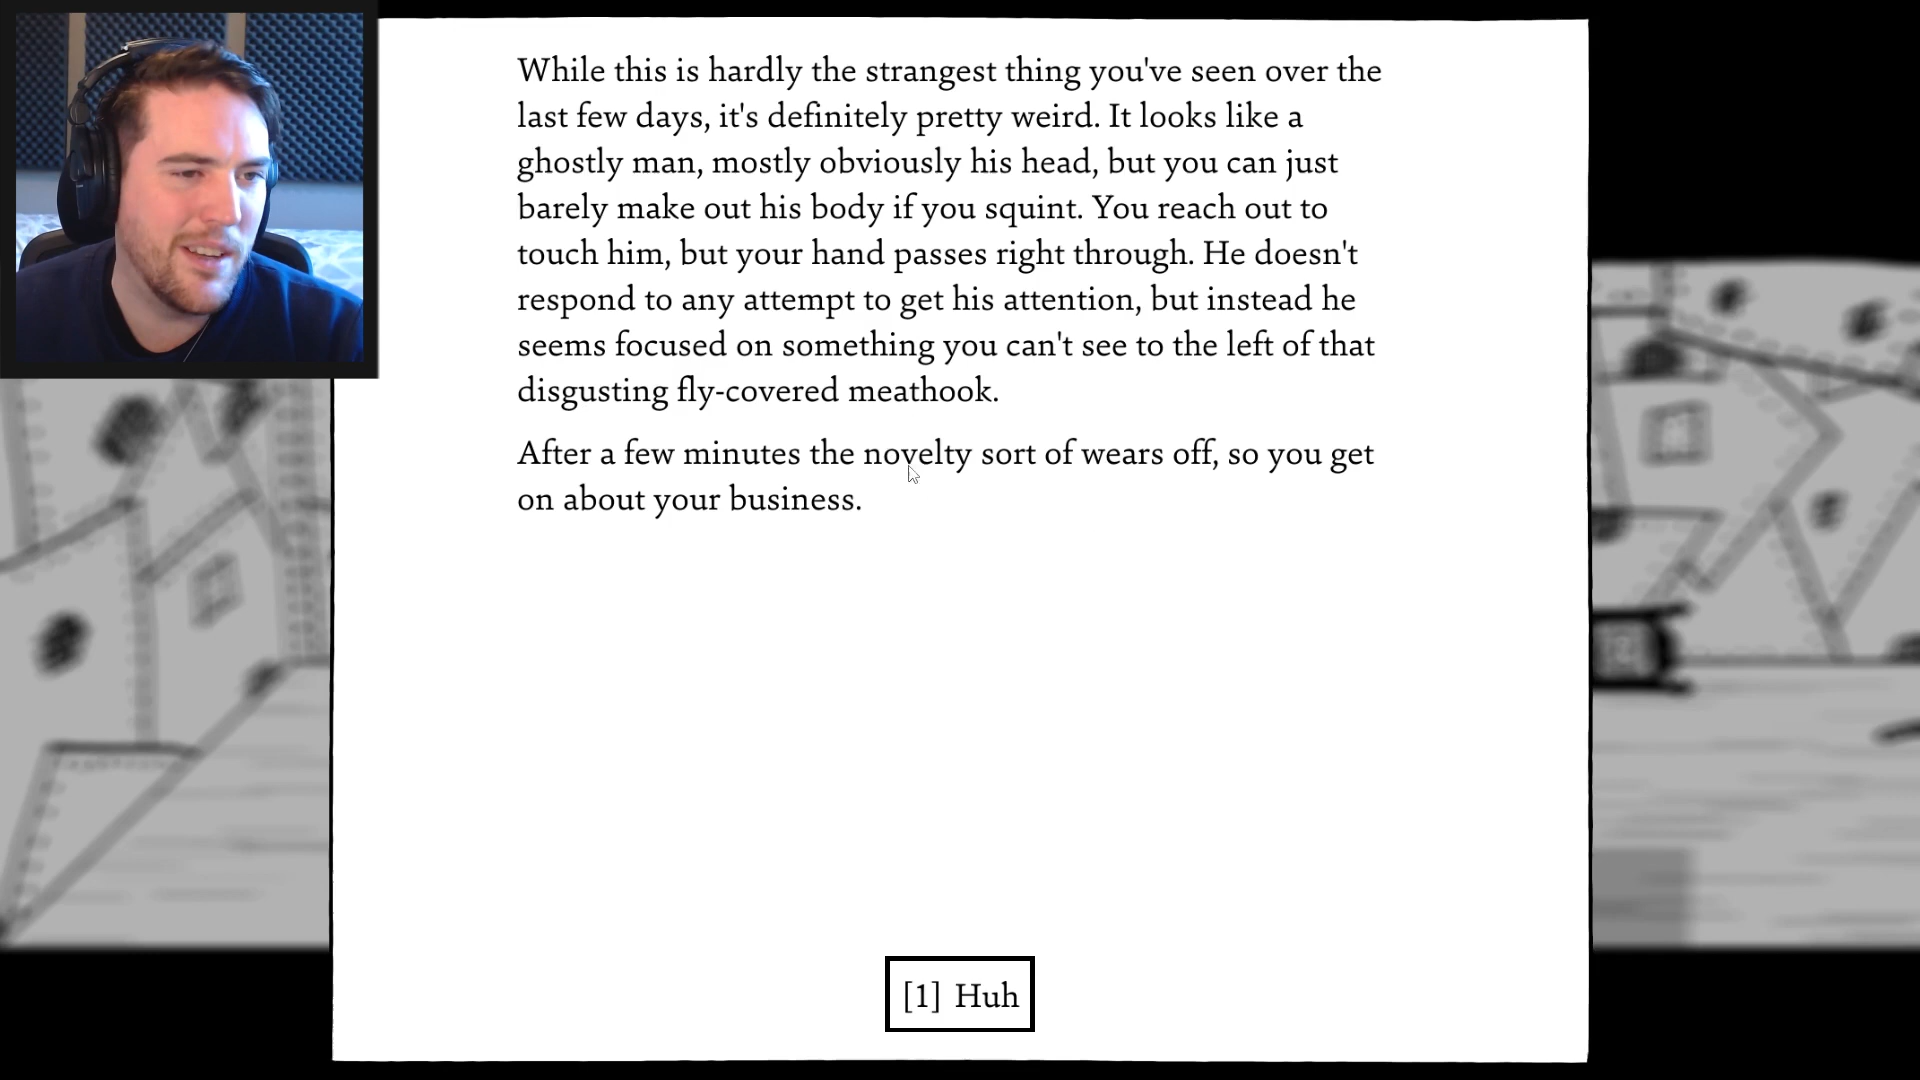 While this is hardly the strangest thing you've seen over the
last few days, it's definitely pretty weird. It looks like a
ghostly man, mostly obviously his head, but you can just
barely make out his body if you squint. You reach out to
touch him, but your hand passes right through. He doesn't
respond to any attempt to get his attention, but instead he
seems focused on something you can't see to the left of that
disgusting fly-covered meathook.
After a few minutes the novelty sort of wears off, so you get
on about your business.
[1] Huh